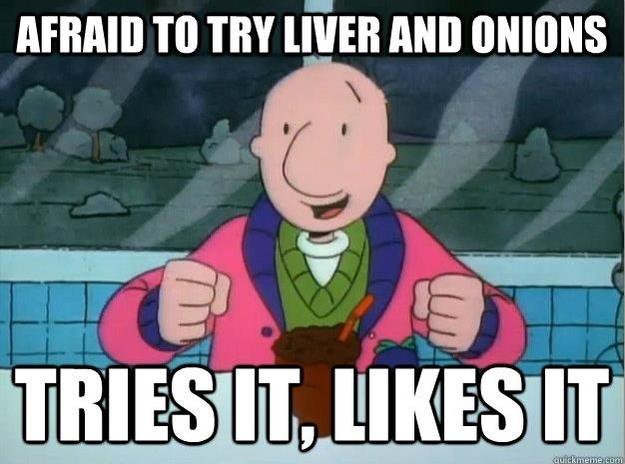 AFRAID TO TRY LIVER AND ONIONS
TRIES IT, LIKES IT
quickmeme.com